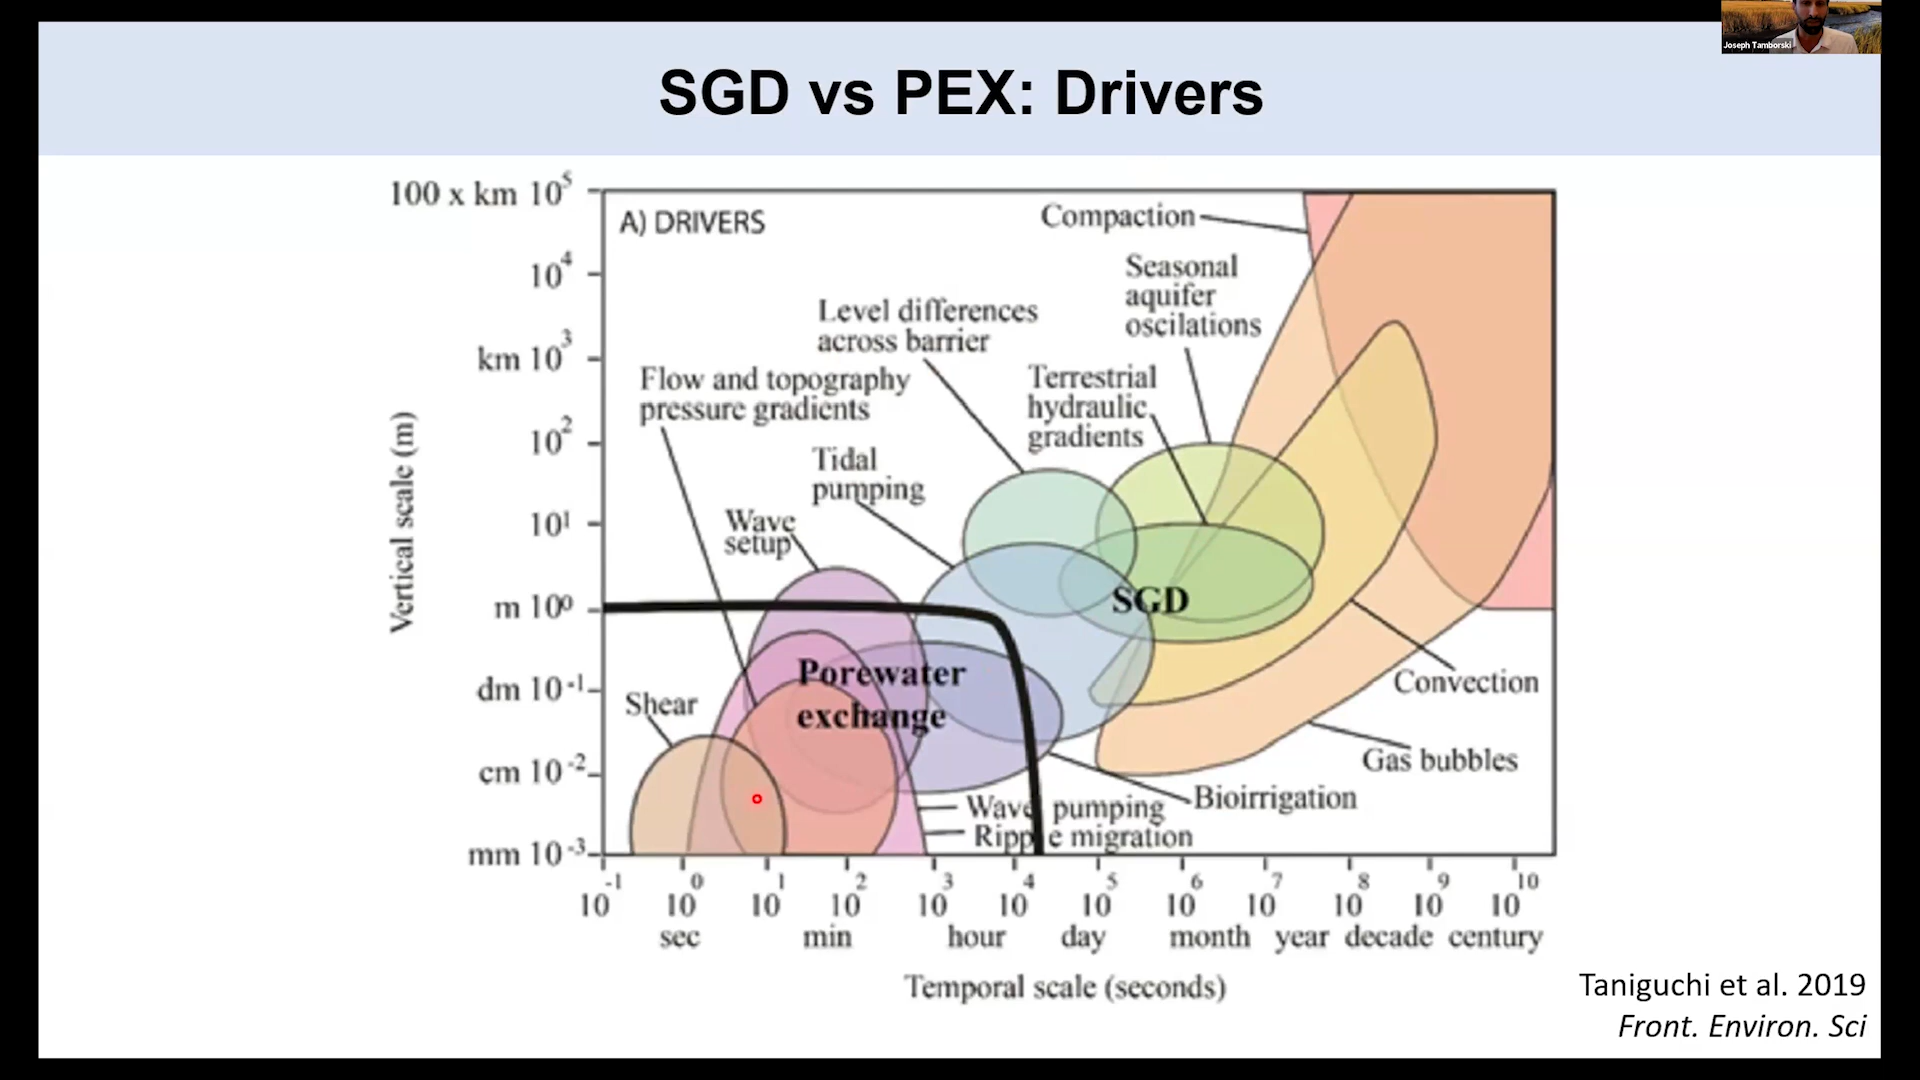 Joseph Tamborski
SGD vs PEX: Drivers
A) DRIVERS
100 x km 10^5
10^4
km 10^3
10^2
10^1
m 10^0
dm 10^-1
cm 10^-2
mm 10^-3
Vertical scale (m)
Compaction
Seasonal
aquifer
oscilations
Level differences
across barrier
Terrestrial
hydraulic
gradients
Flow and topography
pressure gradients
Tidal
pumping
Wave
setup
SGD
Porewater
exchange
Shear
Convection
Gas bubbles
Bioirrigation
Wave pumping
Ripple migration
10^-1 10^0 10^1 10^2 10^3 10^4 10^5 10^6 10^7 10^8 10^9 10^10
sec min hour day month year decade century
Temporal scale (seconds)
Taniguchi et al. 2019
Front. Environ. Sci